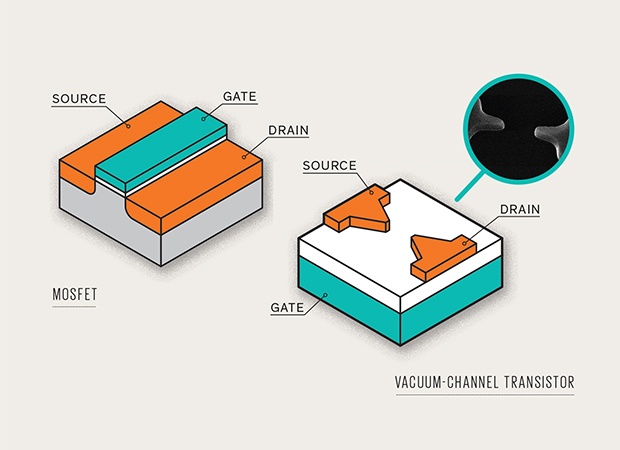 SOURCE
GATE
DRAIN
MOSFET
SOURCE
DRAIN
GATE
VACUUM-CHANNEL TRANSISTOR